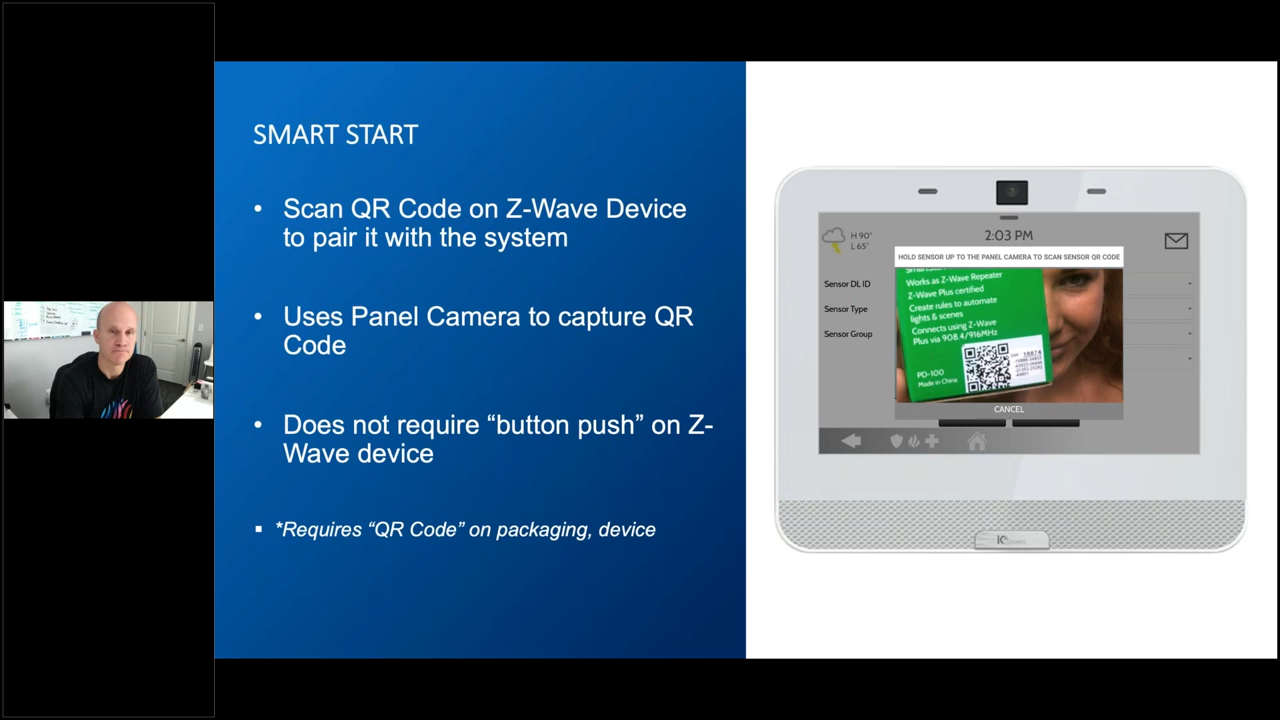 SMART START
• Scan QR Code on Z-Wave Device
to pair it with the system
• Uses Panel Camera to capture QR
Code
• Does not require “button push” on Z-
Wave device
▪ *Requires “QR Code” on packaging, device
H 90°
L 65°
2:03 PM
HOLD SENSOR UP TO THE PANEL CAMERA TO SCAN SENSOR QR CODE
Sensor DL ID
Sensor Type
Sensor Group
Works as Z-Wave Repeater
Z-Wave Plus certified
Create rules to automate
lights & scenes
Connects using Z-Wave
Plus via 908.4/916MHz
PD-100
Made in China
CANCEL
IQ